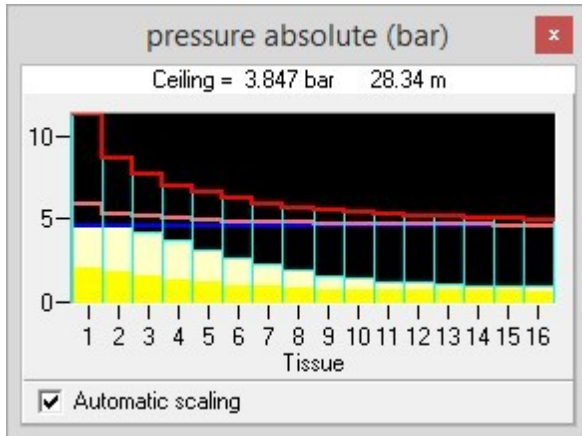 pressure absolute (bar)
x
Ceiling = 3.847 bar 28.34 m
10
5
0
1 2 3 4 5 6 7 8 9 10 11 12 13 14 15 16
Tissue
Automatic scaling